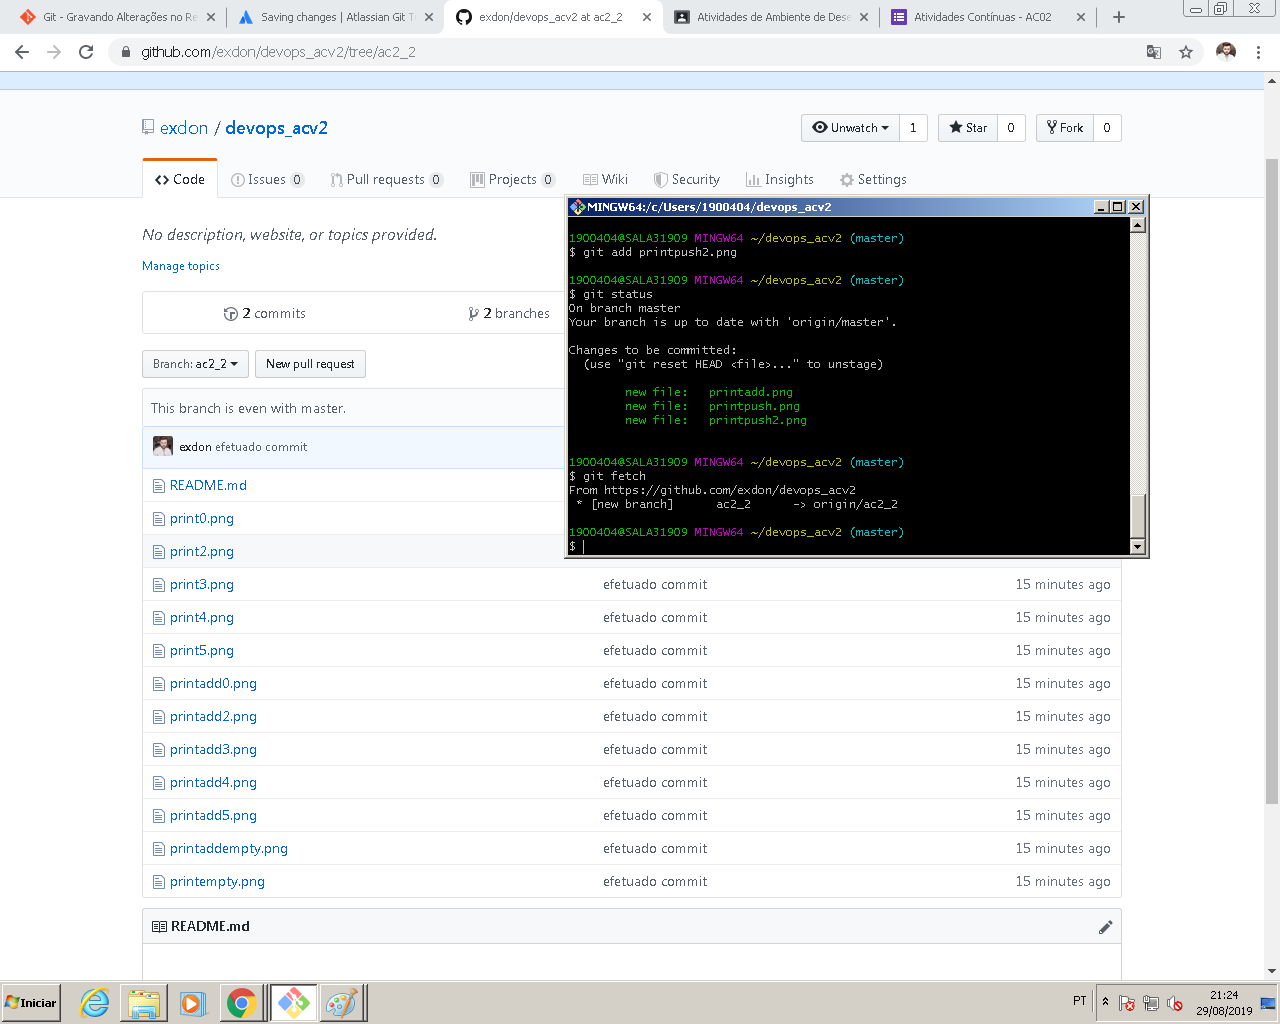 Git - Gravando Alterações no Re
Saving changes | Atlassian Git T
exdon/devops_acv2 at ac2_2
Atividades de Ambiente de Dese
Atividades Contínuas - AC02
github.com/exdon/devops_acv2/tree/ac2_2
exdon / devops_acv2
Unwatch 1
Star 0
Fork 0
Code
Issues 0
Pull requests 0
Projects 0
Wiki
Security
Insights
Settings
No description, website, or topics provided.
Manage topics
2 commits
2 branches
Branch: ac2_2
New pull request
This branch is even with master.
exdon efetuado commit
README.md
print0.png
print2.png
print3.png efetuado commit 15 minutes ago
print4.png efetuado commit 15 minutes ago
print5.png efetuado commit 15 minutes ago
printadd0.png efetuado commit 15 minutes ago
printadd2.png efetuado commit 15 minutes ago
printadd3.png efetuado commit 15 minutes ago
printadd4.png efetuado commit 15 minutes ago
printadd5.png efetuado commit 15 minutes ago
printaddempty.png efetuado commit 15 minutes ago
printempty.png efetuado commit 15 minutes ago
README.md
MINGW64:/c/Users/1900404/devops_acv2
1900404@SALA31909 MINGW64 ~/devops_acv2 (master)
$ git add printpush2.png
1900404@SALA31909 MINGW64 ~/devops_acv2 (master)
$ git status
On branch master
Your branch is up to date with 'origin/master'.
Changes to be committed:
(use "git reset HEAD <file>..." to unstage)
new file: printadd.png
new file: printpush.png
new file: printpush2.png
1900404@SALA31909 MINGW64 ~/devops_acv2 (master)
$ git fetch
From https://github.com/exdon/devops_acv2
* [new branch] ac2_2 -> origin/ac2_2
1900404@SALA31909 MINGW64 ~/devops_acv2 (master)
$
Iniciar
PT
21:24
29/08/2019